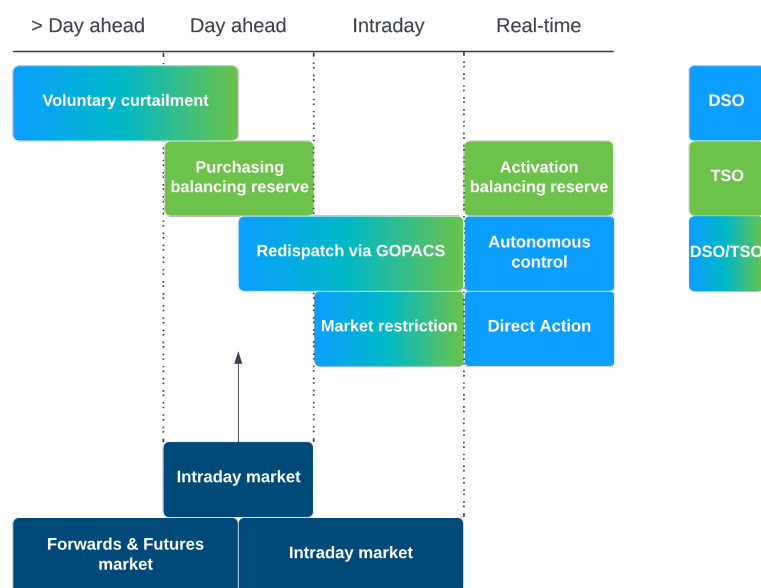 > Day ahead
Day ahead
Intraday
Real-time
Voluntary curtailment
DSO
Purchasing
balancing reserve
Activation
balancing reserve
TSO
Redispatch via GOPACS
Autonomous
control
DSO/TSO
Market restriction
Direct Action
Intraday market
Forwards & Futures
market
Intraday market